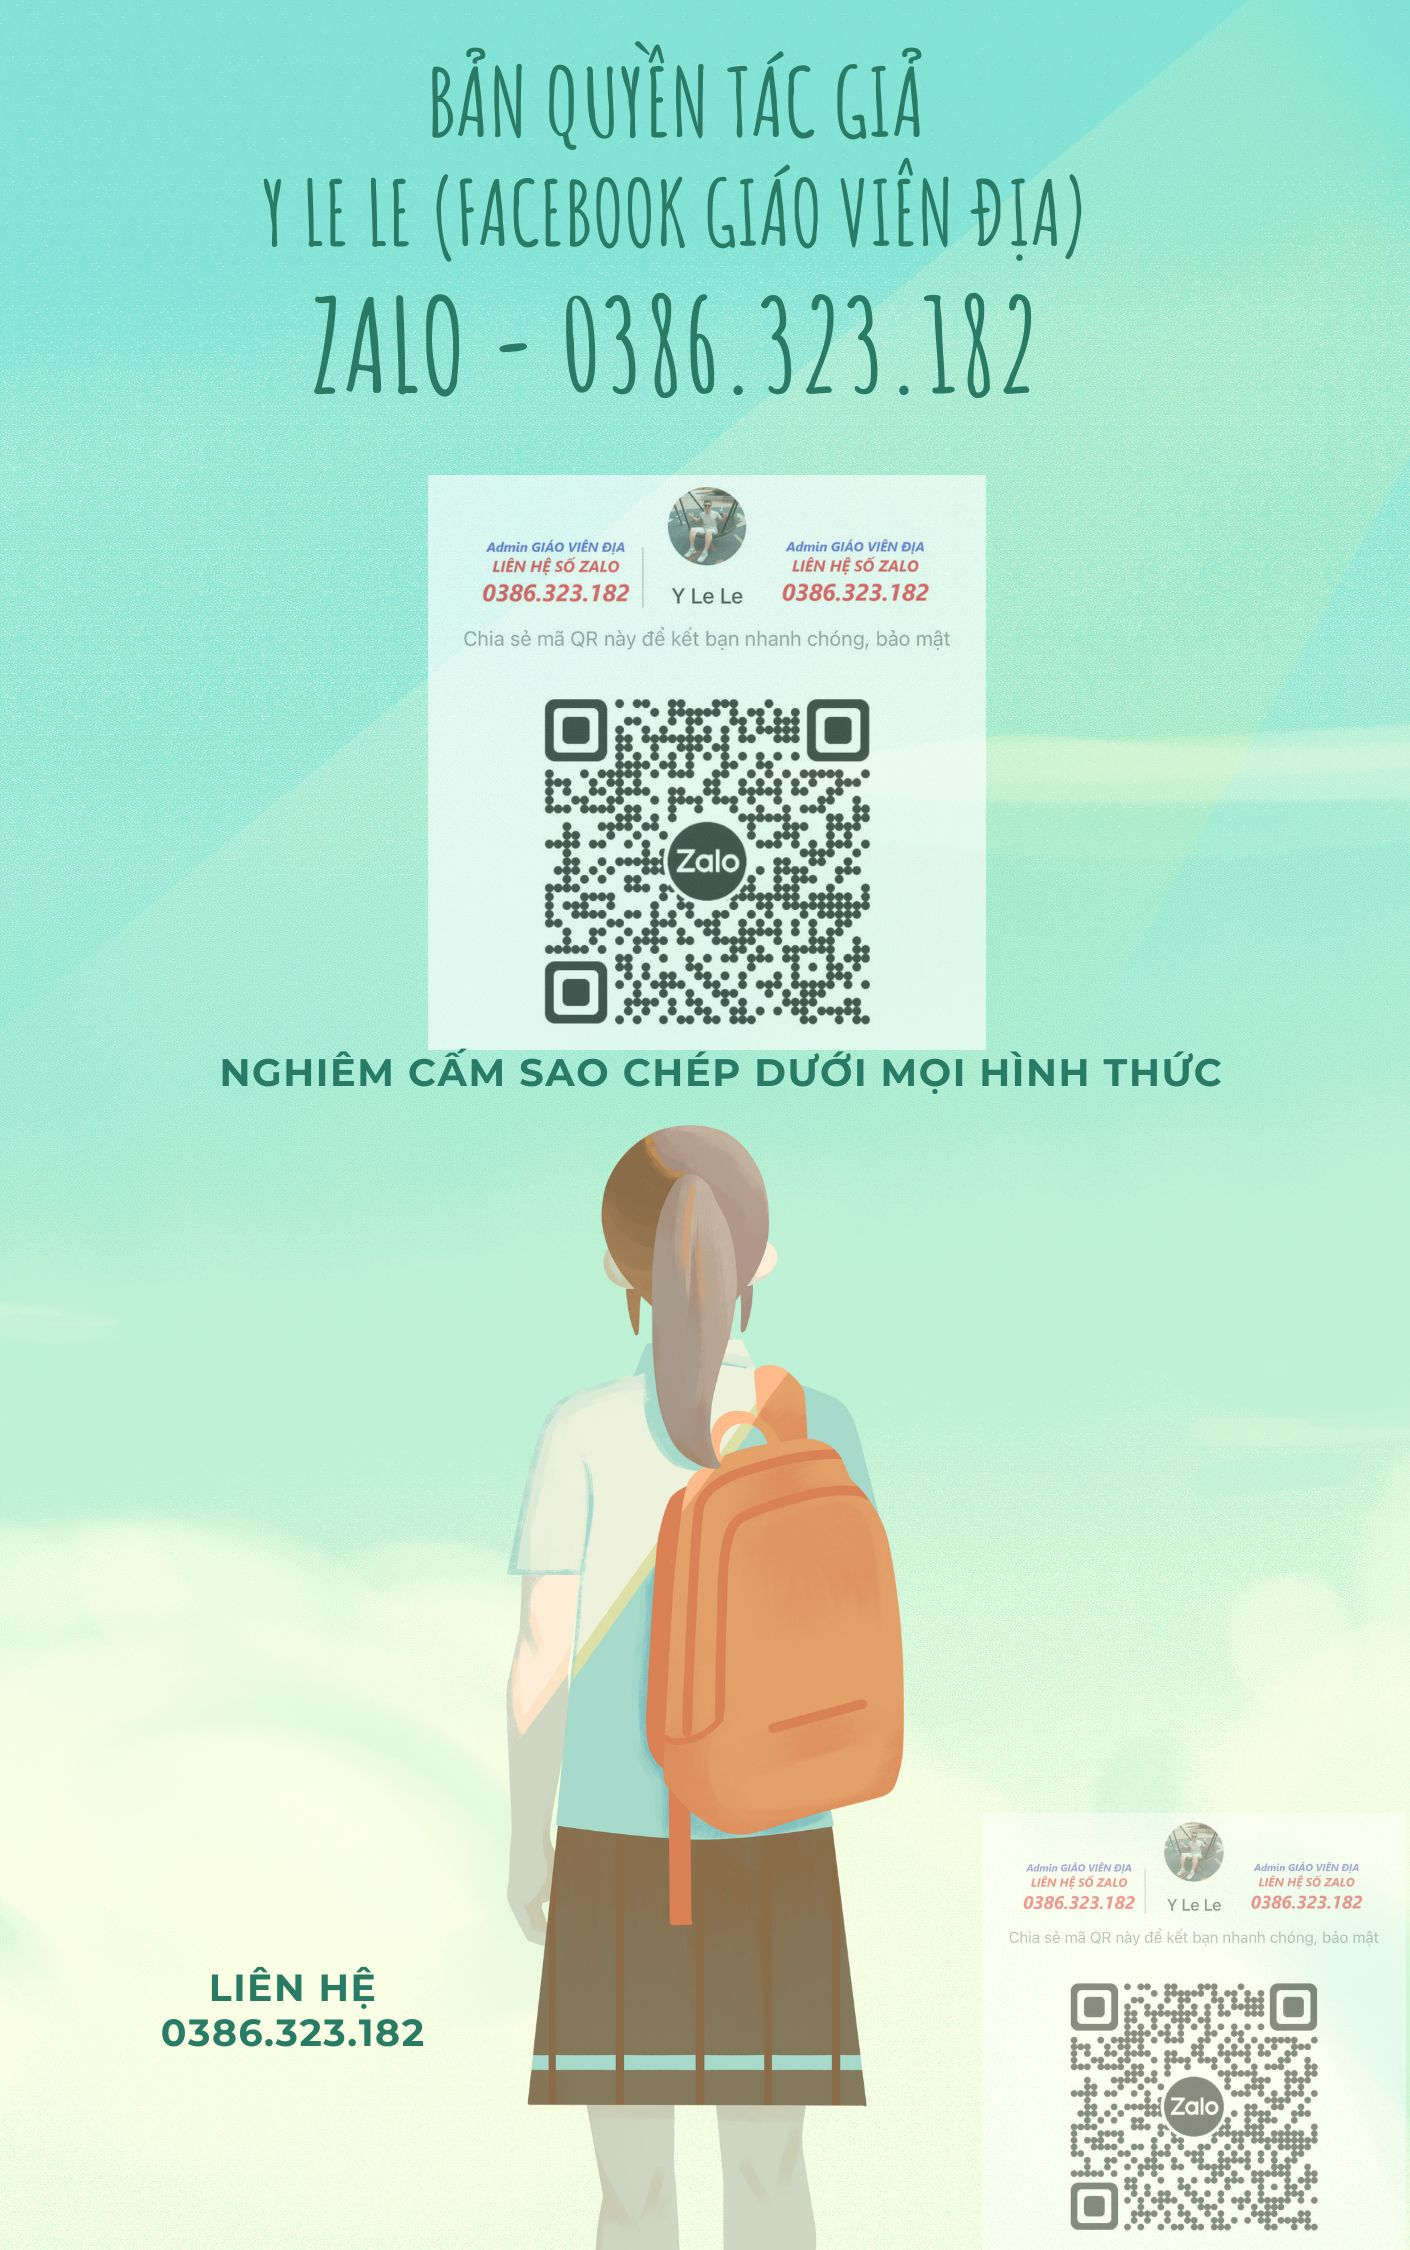 BẢN QUYỀN TÁC GIẢ
Y LE LE (FACEBOOK GIÁO VIÊN ĐỊA)
ZALO - 0386.323.182
Admin GIÁO VIÊN ĐỊA
LIÊN HỆ SỐ ZALO
0386.323.182
Y Le Le
Admin GIÁO VIÊN ĐỊA
LIÊN HỆ SỐ ZALO
0386.323.182
Chia sẻ mã QR này để kết bạn nhanh chóng, bảo mật
Zalo
NGHIÊM CẤM SAO CHÉP DƯỚI MỌI HÌNH THỨC
LIÊN HỆ
0386.323.182
Admin GIÁO VIÊN ĐỊA
LIÊN HỆ SỐ ZALO
0386.323.182
Y Le Le
Admin GIÁO VIÊN ĐỊA
LIÊN HỆ SỐ ZALO
0386.323.182
Chia sẻ mã QR này để kết bạn nhanh chóng, bảo mật
Zalo